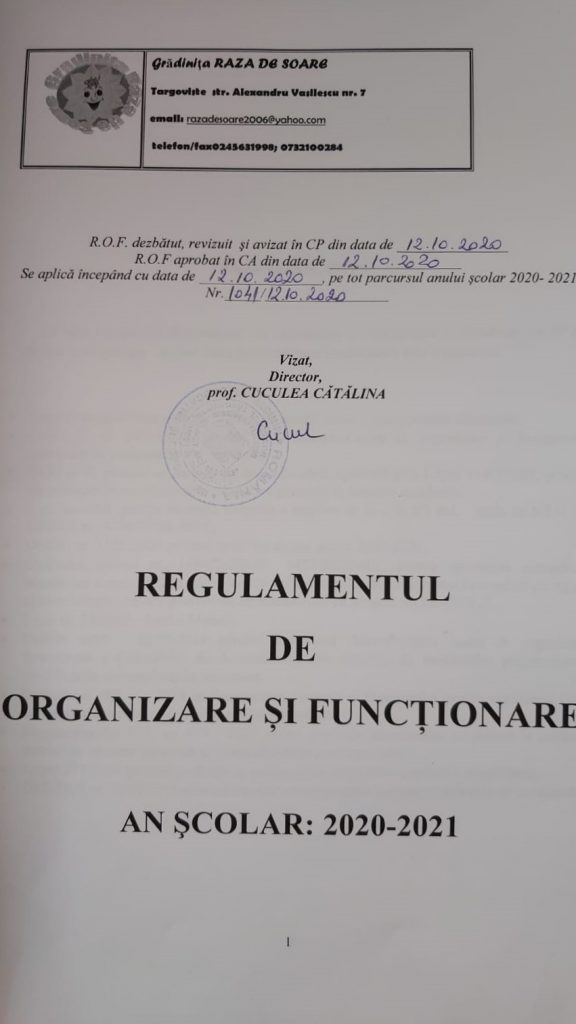 Grădinița RAZA DE SOARE
Targoviste str. Alexandru Vasilescu nr. 7
email: razadesoare2006@yahoo.com
telefon/fax0245631998; 0732100284
R.O.F. dezbătut, revizuit și avizat în CP din data de 12.10.2020
R.O.F aprobat în CA din data de 12.10.2020
Se aplică începând cu data de 12.10.2020, pe tot parcursul anului școlar 2020- 2021
Nr. 1041/12.10.2020
Vizat,
Director,
prof. CUCULEA CĂTĂLINA
Cucul
REGULAMENTUL
DE
ORGANIZARE ȘI FUNCȚIONARE
AN ŞCOLAR: 2020-2021
1